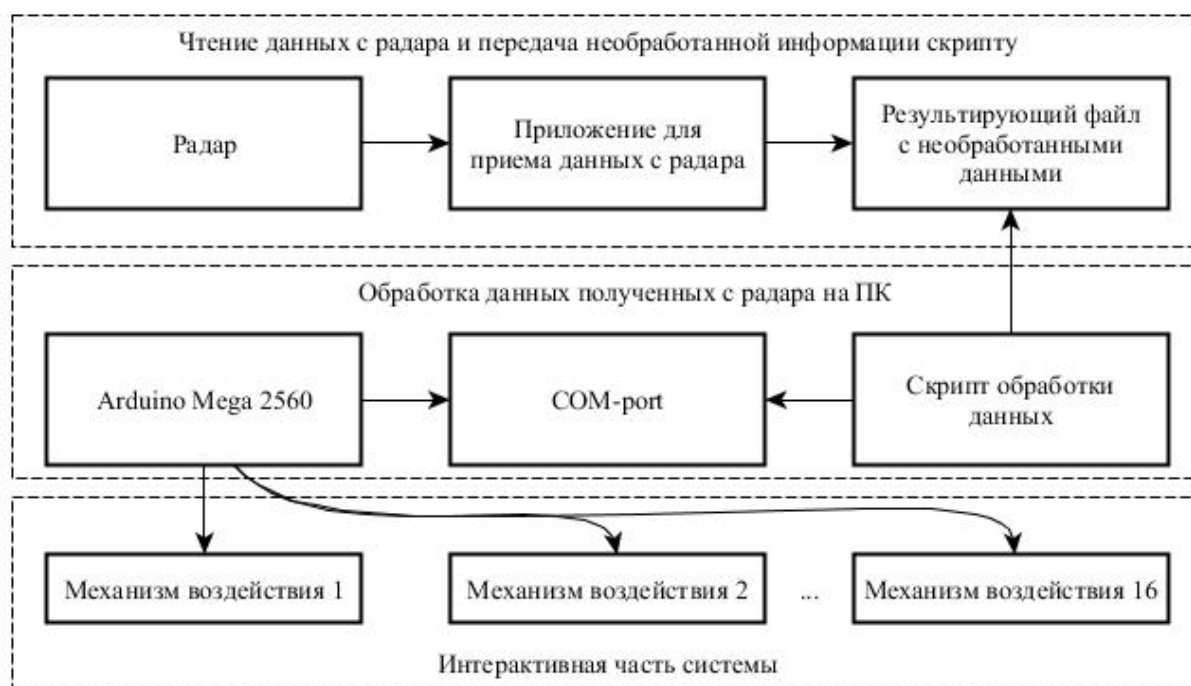 Чтение данных с радара и передача необработанной информации скрипту
Радар
Приложение для
приема данных с радара
Результирующий файл
с необработанными
данными
Обработка данных полученных с радара на ПК
Arduino Mega 2560
COM-port
Скрипт обработки
данных
Механизм воздействия 1
Механизм воздействия 2
...
Механизм воздействия 16
Интерактивная часть системы